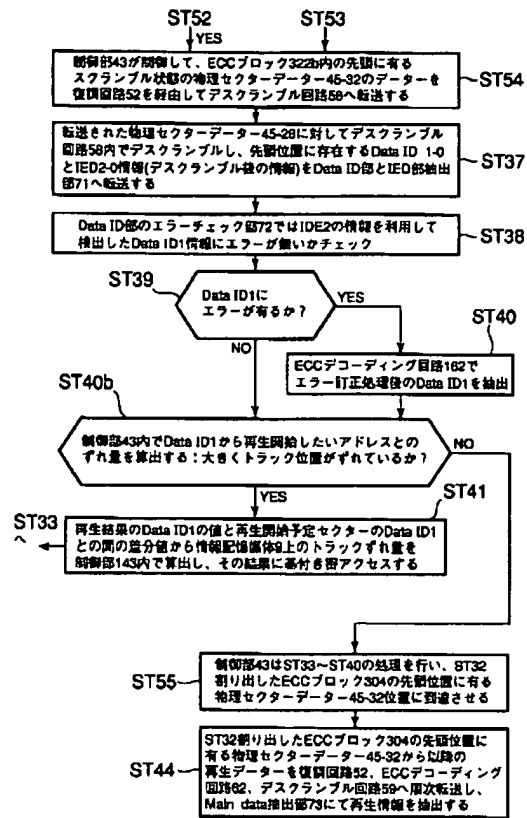 ST52 ST53
YES
制御部43が制御して、ECCブロック322b内の先頭に有る
スクランブル状態の物理セクターデーター45-32のデーターを
復調回路52を経由してデスクランブル回路58へ転送する
ST54
転送された物理セクターデーター45-28に対してデスクランブル
回路58内でデスクランブルし、先頭位置に存在するData ID 1-0
とIED2-0情報(デスクランブル後の情報)をData ID部とIED部抽出
部71へ転送する
ST37
Data ID部のエラーチェック部72ではIDE2の情報を利用して
検出したData ID1情報にエラーが無いかチェック
ST38
ST39
Data ID1に
エラーが有るか？
YES
NO
ST40
ECCデコーディング回路162で
エラー訂正処理後のData ID1を抽出
ST40b
制御部43内でData ID1から再生開始したいアドレスとの
ずれ量を算出する：大きくトラック位置がずれているか？
NO
YES
ST41
ST33
へ
再生結果のData ID1の値と再生開始予定セクターのData ID1
との間の差分値から情報記憶媒体9上のトラックずれ量を
制御部143内で算出し、その結果に基付き密アクセスする
ST55
制御部43はST33～ST40の処理を行い、ST32
割り出したECCブロック304の先頭位置に有る
物理セクターデーター45-32位置に到達させる
ST44
ST32割り出したECCブロック304の先頭位置に
有る物理セクターデーター45-32から以降の
再生データーを復調回路52、ECCデコーディング
回路62、デスクランブル回路59へ順次転送し、
Main data抽出部73にて再生情報を抽出する